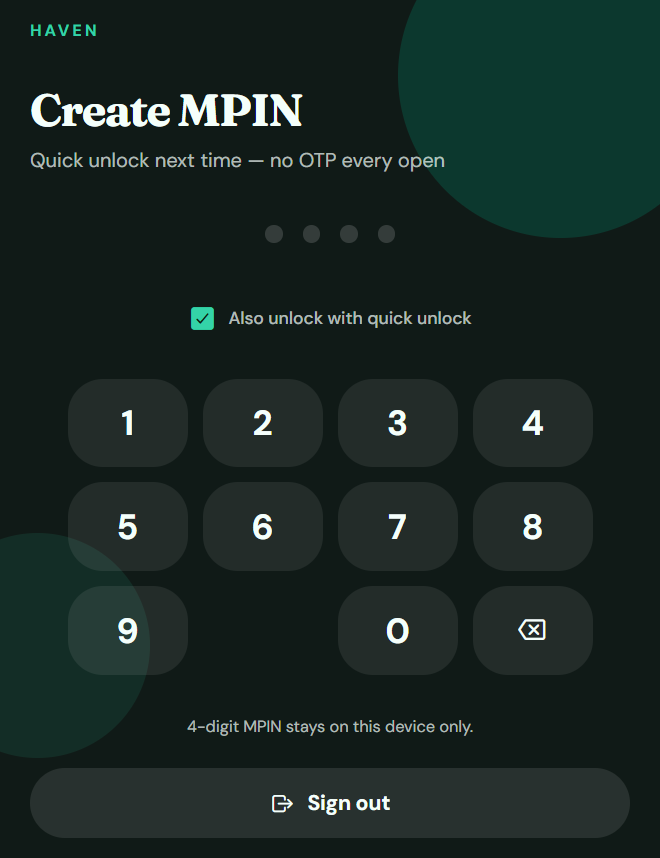 HAVEN
Create MPIN
Quick unlock next time — no OTP every open
Also unlock with quick unlock
1 2 3 4
5 6 7 8
9 0
4-digit MPIN stays on this device only.
Sign out